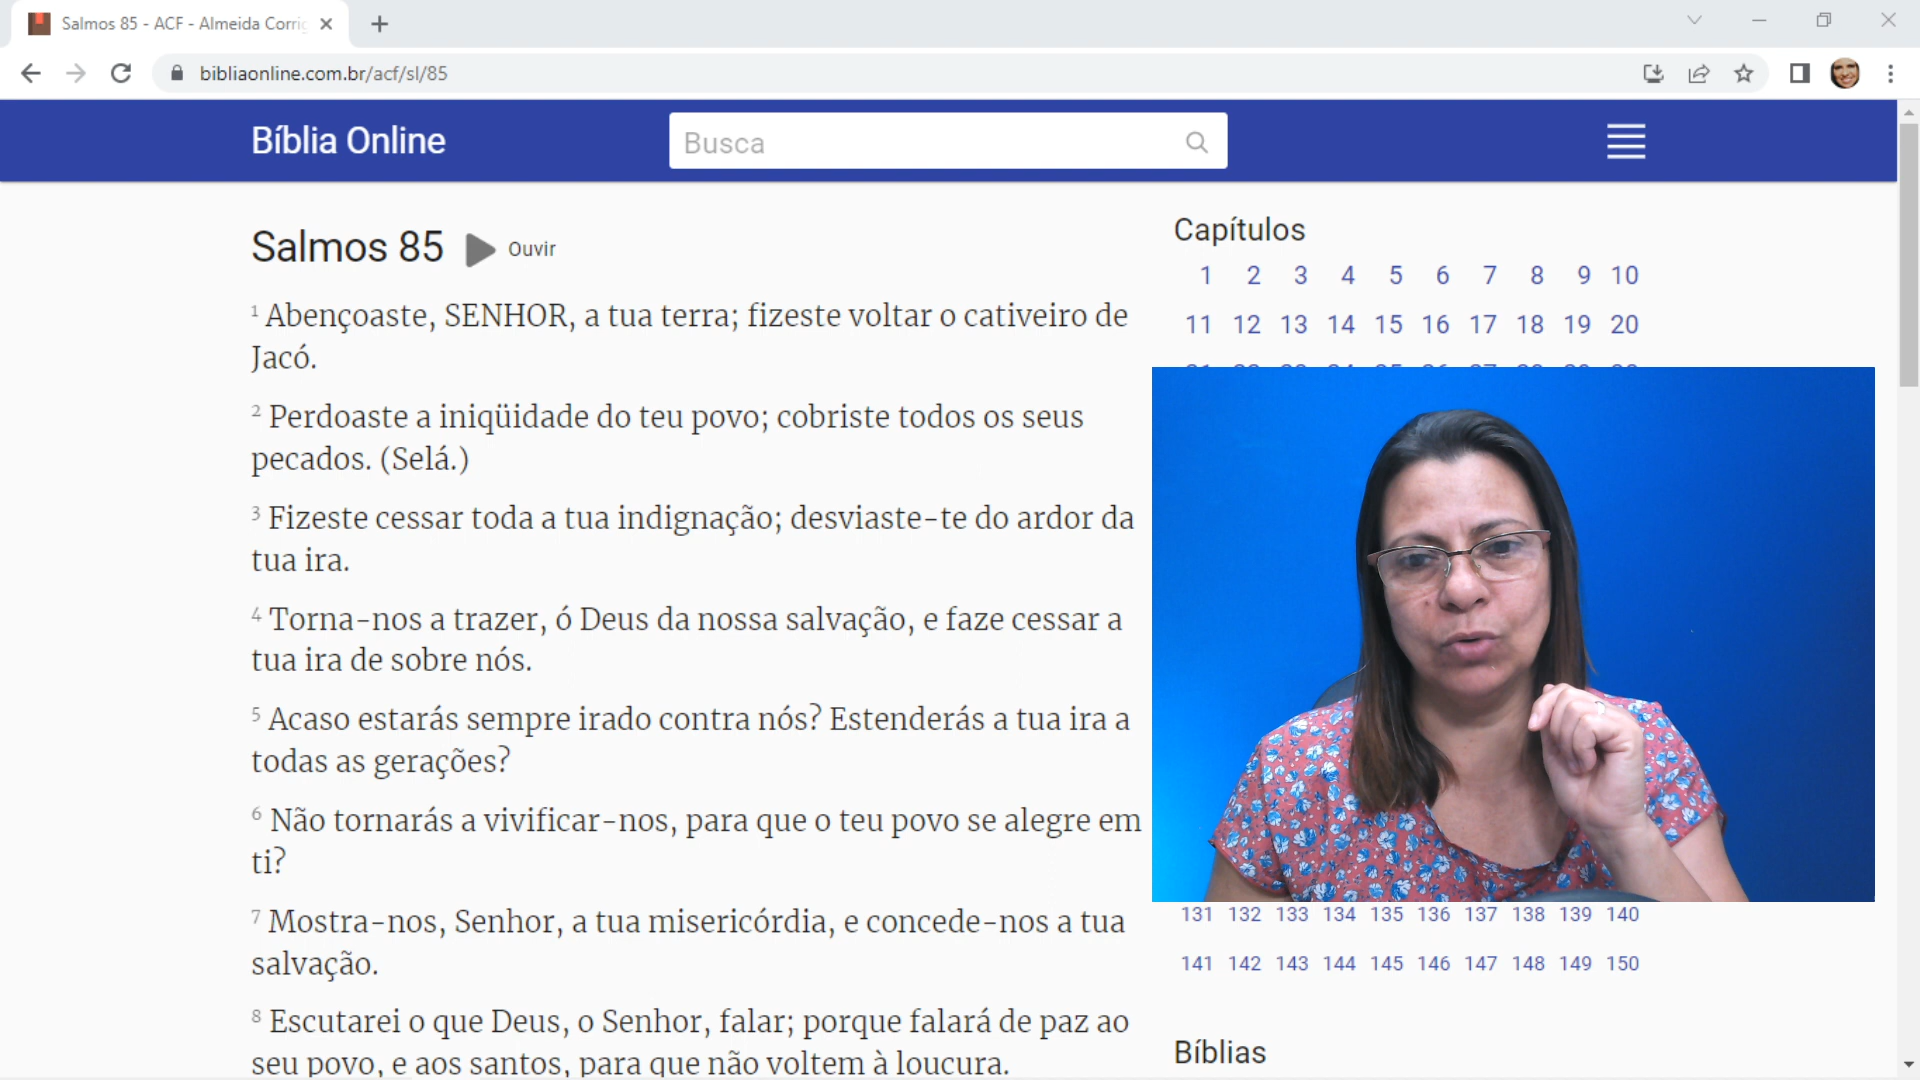 Salmos 85 - ACF - Almeida Corrig
bibliaonline.com.br/acf/sl/85
Bíblia Online
Busca
Salmos 85
Ouvir
1 Abençoaste, SENHOR, a tua terra; fizeste voltar o cativeiro de
Jacó.
2 Perdoaste a iniqüidade do teu povo; cobriste todos os seus
pecados. (Selá.)
3 Fizeste cessar toda a tua indignação; desviaste-te do ardor da
tua ira.
4 Torna-nos a trazer, ó Deus da nossa salvação, e faze cessar a
tua ira de sobre nós.
5 Acaso estarás sempre irado contra nós? Estenderás a tua ira a
todas as gerações?
6 Não tornarás a vivificar-nos, para que o teu povo se alegre em
ti?
7 Mostra-nos, Senhor, a tua misericórdia, e concede-nos a tua
salvação.
8 Escutarei o que Deus, o Senhor, falar; porque falará de paz ao
seu povo, e aos santos, para que não voltem à loucura.
Capítulos
1 2 3 4 5 6 7 8 9 10
11 12 13 14 15 16 17 18 19 20
131 132 133 134 135 136 137 138 139 140
141 142 143 144 145 146 147 148 149 150
Bíblias